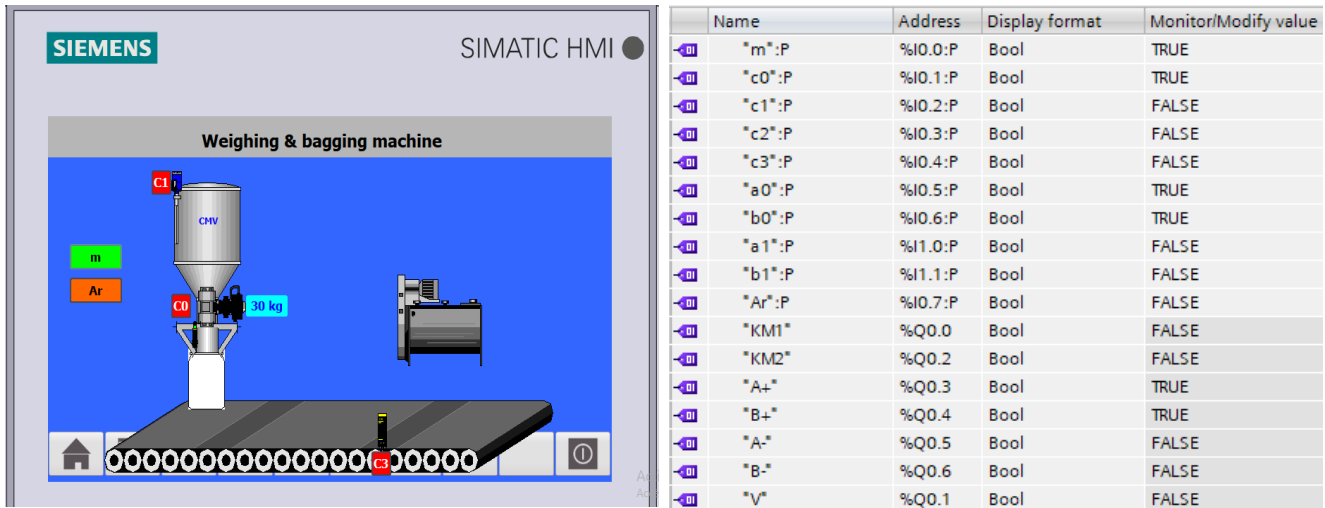 SIEMENS
SIMATIC HMI
Weighing & bagging machine
C1
CMV
m
Ar
C0
30 kg
C3
Name Address Display format Monitor/Modify value
"m":P %I0.0:P Bool TRUE
"c0":P %I0.1:P Bool TRUE
"c1":P %I0.2:P Bool FALSE
"c2":P %I0.3:P Bool FALSE
"c3":P %I0.4:P Bool FALSE
"a0":P %I0.5:P Bool TRUE
"b0":P %I0.6:P Bool TRUE
"a1":P %I1.0:P Bool FALSE
"b1":P %I1.1:P Bool FALSE
"Ar":P %I0.7:P Bool FALSE
"KM1" %Q0.0 Bool FALSE
"KM2" %Q0.2 Bool FALSE
"A+" %Q0.3 Bool TRUE
"B+" %Q0.4 Bool TRUE
"A-" %Q0.5 Bool FALSE
"B-" %Q0.6 Bool FALSE
"V" %Q0.1 Bool FALSE